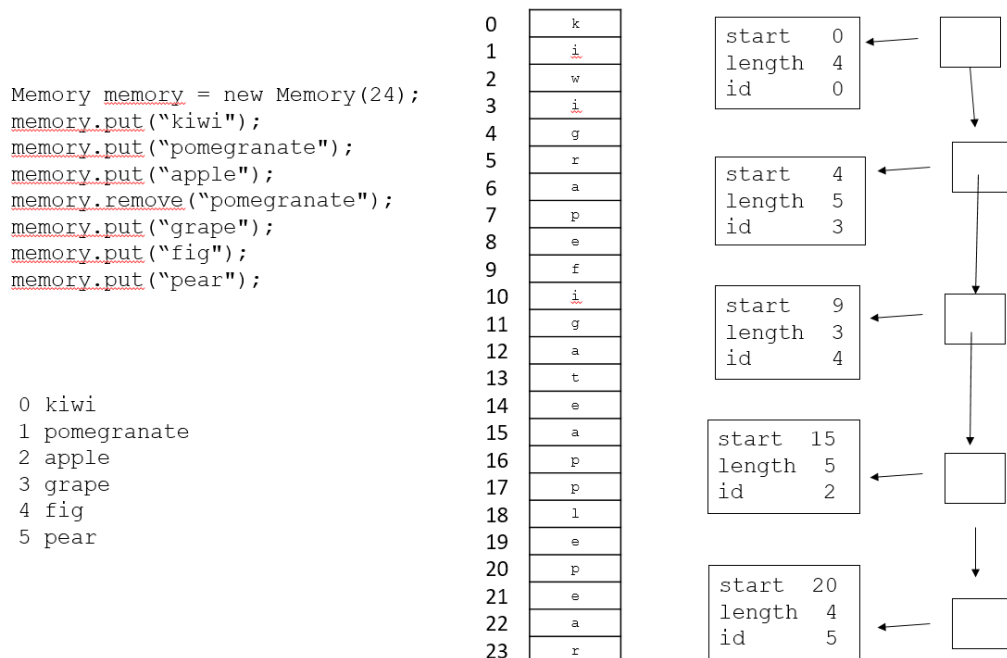 Memory memory = new Memory(24);
memory.put(“kiwi");
memory.put(“pomegranate");
memory.put(“apple");
memory.remove(“pomegranate");
memory.put(“grape");
memory.put(“fig");
memory.put(“pear");
0 kiwi
1 pomegranate
2 apple
3 grape
4 fig
5 pear
0 k
1 i
2 w
3 i
4 g
5 r
6 a
7 p
8 e
9 f
10 i
11 g
12 a
13 t
14 e
15 a
16 p
17 p
18 l
19 e
20 p
21 e
22 a
23 r
start 0
length 4
id 0
start 4
length 5
id 3
start 9
length 3
id 4
start 15
length 5
id 2
start 20
length 4
id 5